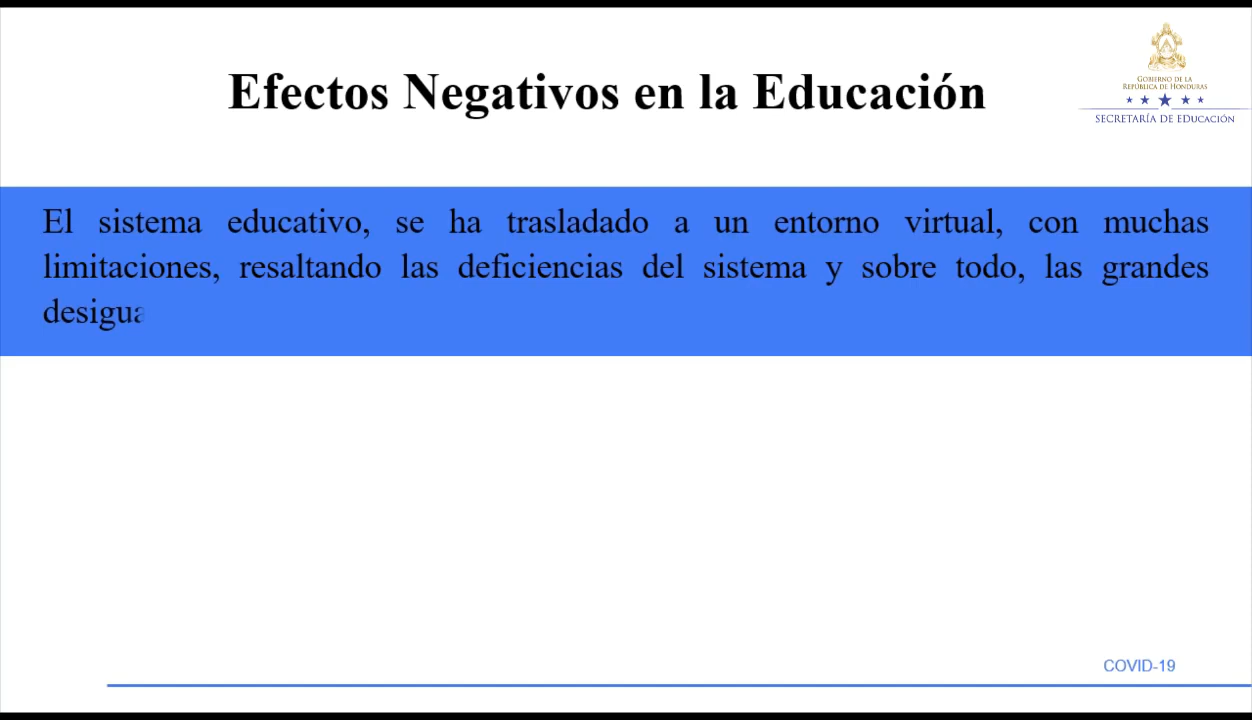 Efectos Negativos en la Educación
GOBIERNO DE LA
REPÚBLICA DE HONDURAS
SECRETARÍA DE EDUCACIÓN
El sistema educativo, se ha trasladado a un entorno virtual, con muchas
limitaciones, resaltando las deficiencias del sistema y sobre todo, las grandes
desigua
COVID-19